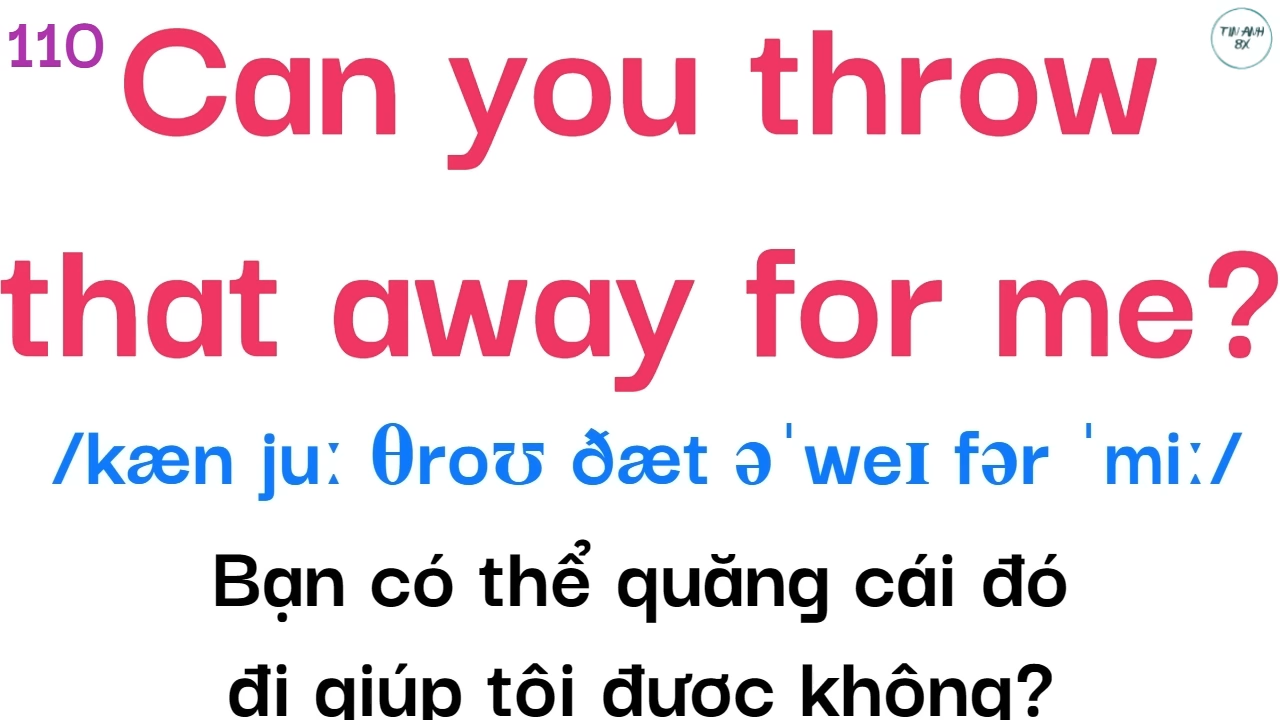 110
Can you throw
TIN ANH
8X
that away for me?
/kæn juː θroʊ ðæt əˈweɪ fər ˈmiː/
Bạn có thể quăng cái đó
đi giúp tôi được không?